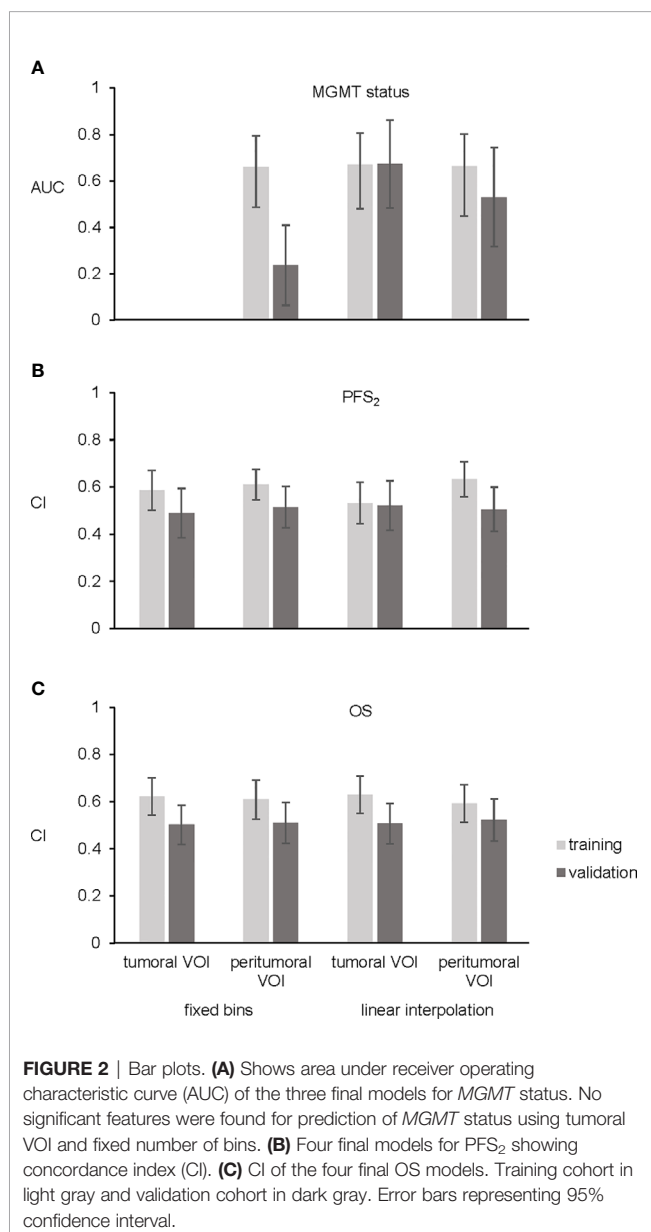 A
MGMT status
1
0.8
0.6
0.4
0.2
0
AUC
B
PFS₂
1
0.8
0.6
0.4
0.2
0
CI
C
OS
1
0.8
0.6
0.4
0.2
0
CI
training
validation
tumoral VOI peritumoral VOI tumoral VOI peritumoral VOI
fixed bins linear interpolation
FIGURE 2 | Bar plots. (A) Shows area under receiver operating
characteristic curve (AUC) of the three final models for MGMT status. No
significant features were found for prediction of MGMT status using tumoral
VOI and fixed number of bins. (B) Four final models for PFS₂ showing
concordance index (CI). (C) CI of the four final OS models. Training cohort in
light gray and validation cohort in dark gray. Error bars representing 95%
confidence interval.